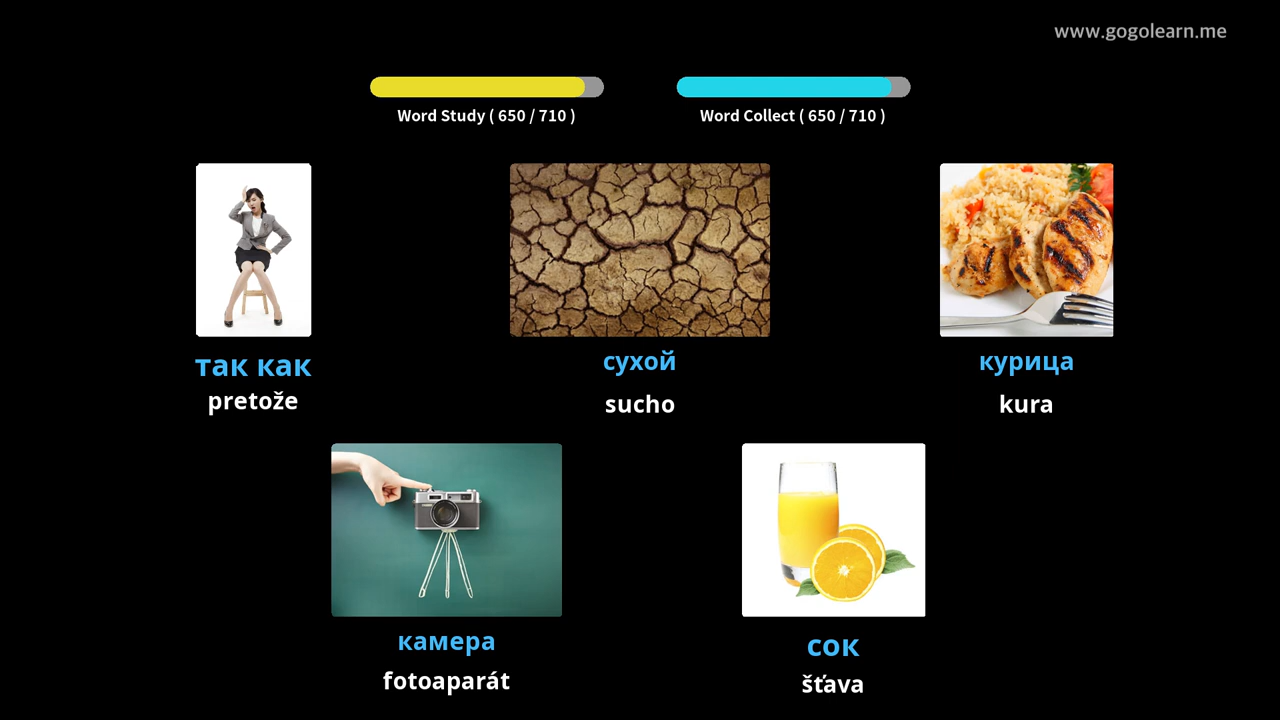 www.gogolearn.me
Word Study ( 650 / 710 )
Word Collect ( 650 / 710 )
так как
pretože
сухой
sucho
курица
kura
камера
fotoaparát
сок
šťava